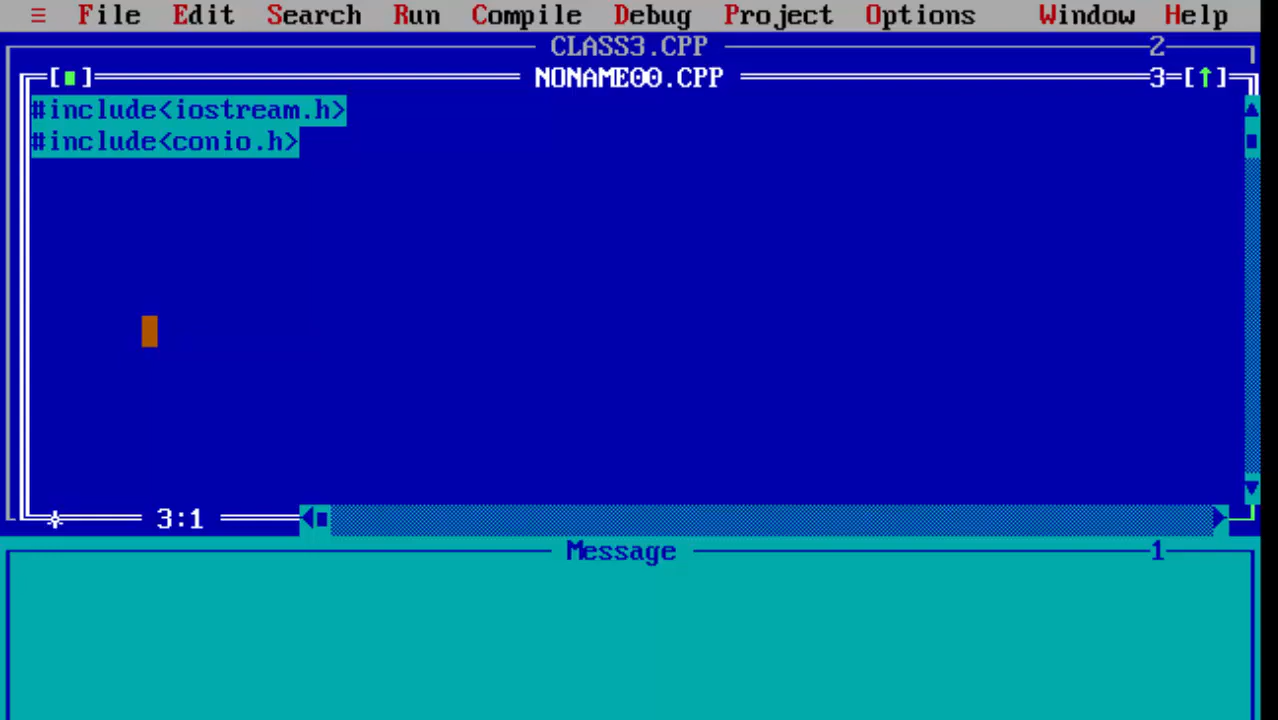 ≡ File Edit Search Run Compile Debug Project Options Window Help
CLASS3.CPP 2
[■] NONAME00.CPP 3=[↑]
#include<iostream.h>
#include<conio.h>
3:1
Message 1